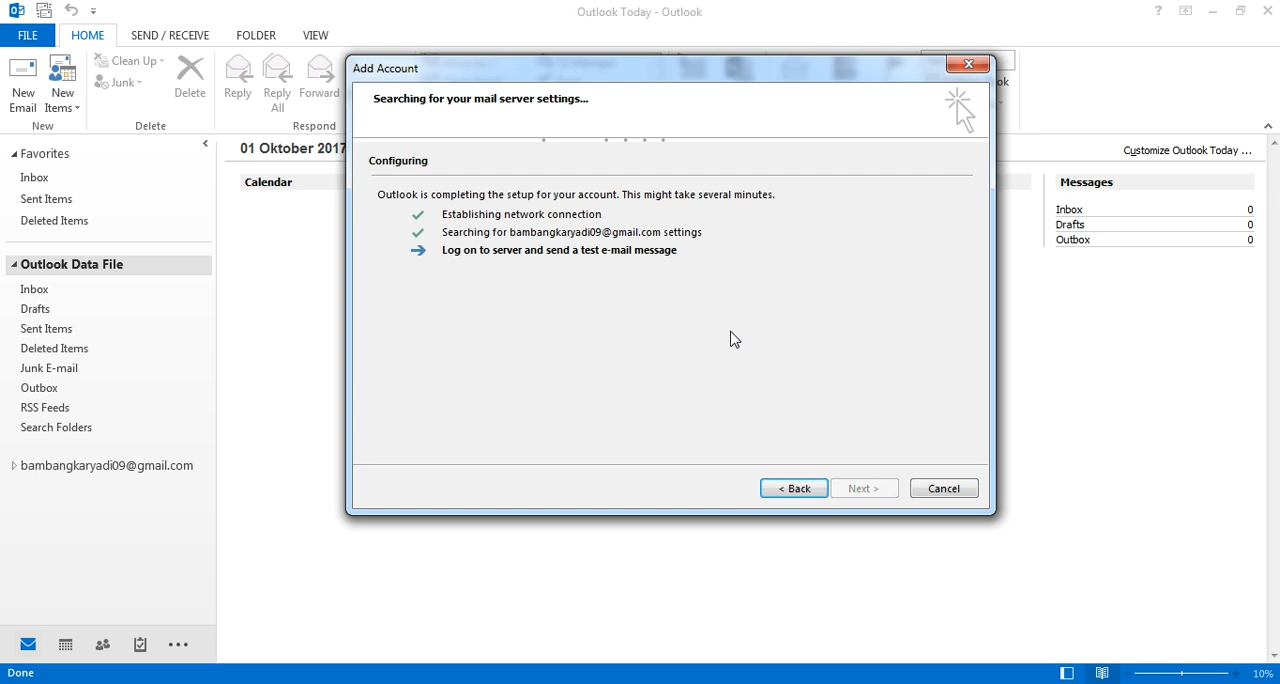 Outlook Today - Outlook
FILE
HOME
SEND / RECEIVE
FOLDER
VIEW
New Email
New Items
Clean Up
Junk
Delete
Reply
Reply All
Forward
New
Delete
Respond
Add Account
Searching for your mail server settings...
Configuring
Outlook is completing the setup for your account. This might take several minutes.
Establishing network connection
Searching for bambangkaryadi09@gmail.com settings
Log on to server and send a test e-mail message
< Back
Next >
Cancel
Favorites
Inbox
Sent Items
Deleted Items
Outlook Data File
Inbox
Drafts
Sent Items
Deleted Items
Junk E-mail
Outbox
RSS Feeds
Search Folders
bambangkaryadi09@gmail.com
01 Oktober 2017
Customize Outlook Today ...
Calendar
Messages
Inbox 0
Drafts 0
Outbox 0
Done
10%